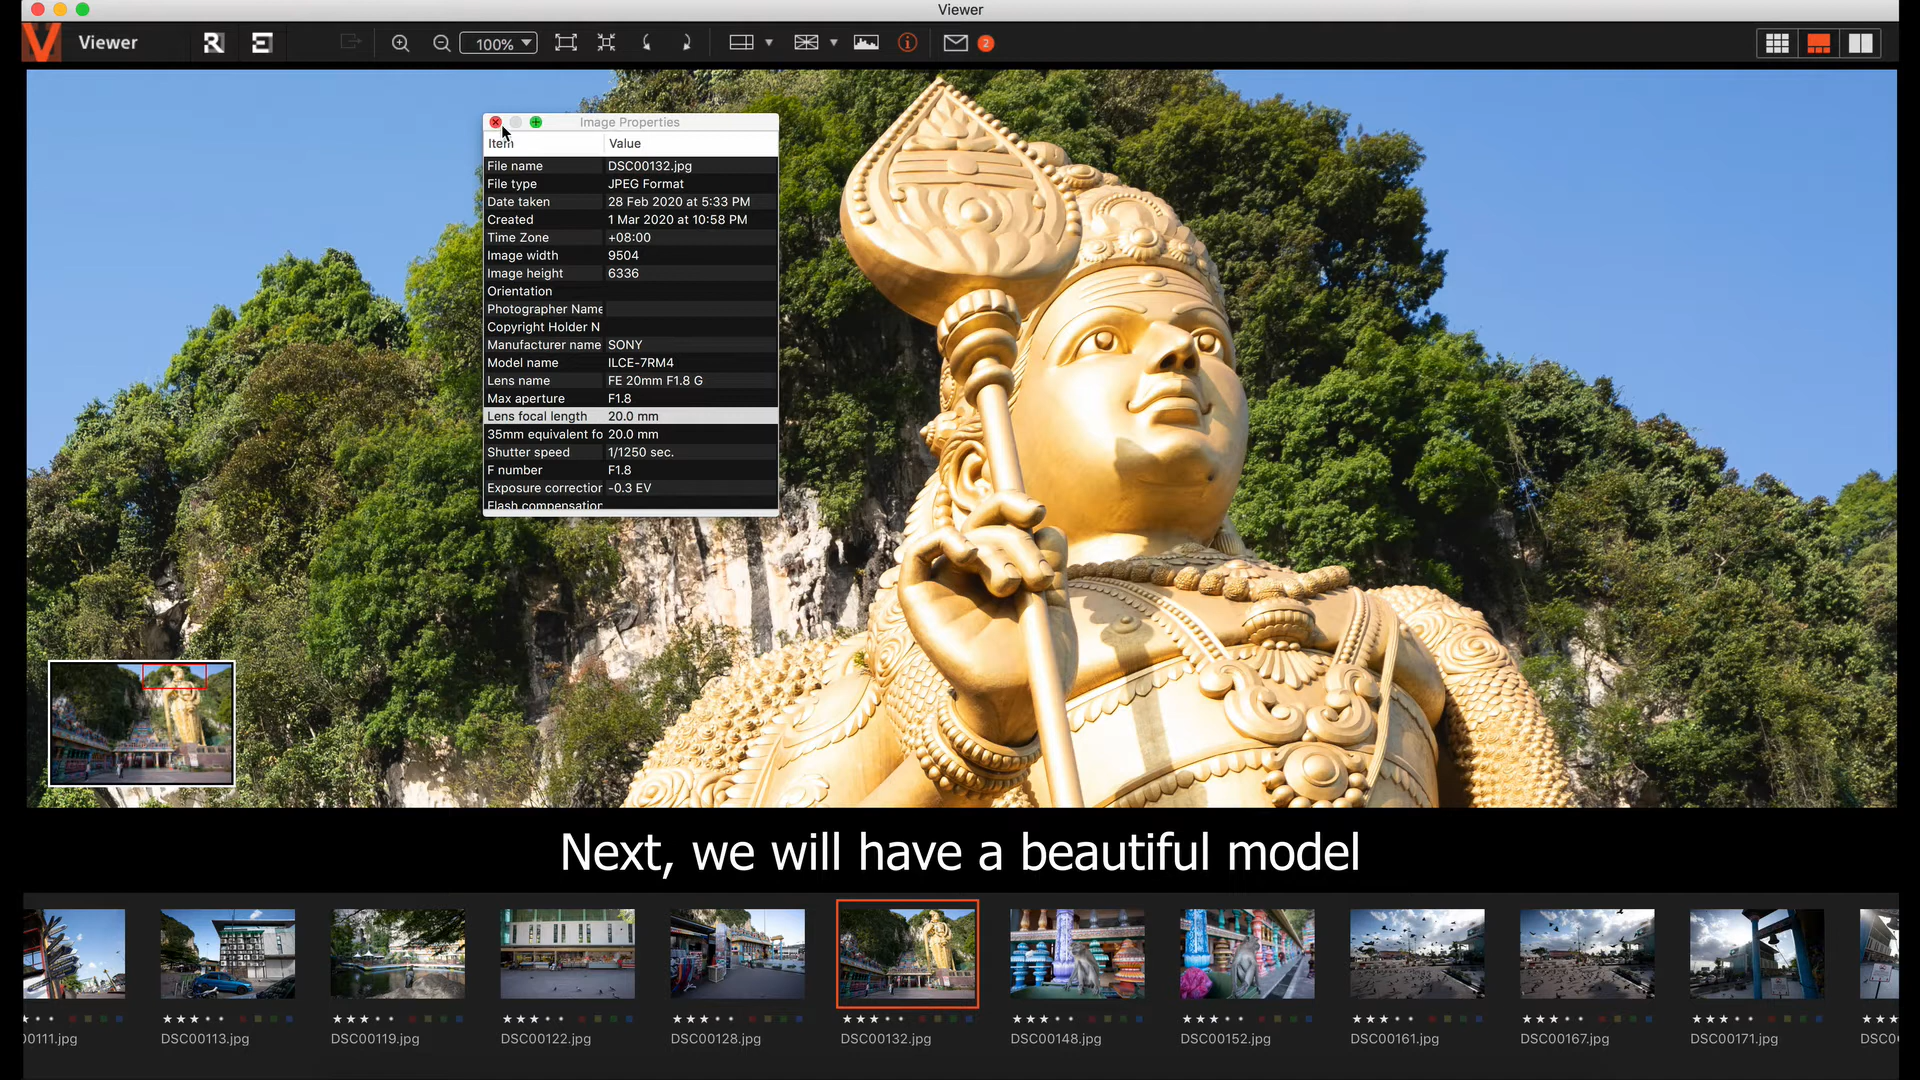 Viewer
Viewer
R
E
100%
2
Image Properties
Item Value
File name DSC00132.jpg
File type JPEG Format
Date taken 28 Feb 2020 at 5:33 PM
Created 1 Mar 2020 at 10:58 PM
Time Zone +08:00
Image width 9504
Image height 6336
Orientation
Photographer Name
Copyright Holder N
Manufacturer name SONY
Model name ILCE-7RM4
Lens name FE 20mm F1.8 G
Max aperture F1.8
Lens focal length 20.0 mm
35mm equivalent fo 20.0 mm
Shutter speed 1/1250 sec.
F number F1.8
Exposure correction -0.3 EV
Flash compensation
Next, we will have a beautiful model
00111.jpg
DSC00113.jpg
DSC00119.jpg
DSC00122.jpg
DSC00128.jpg
DSC00132.jpg
DSC00148.jpg
DSC00152.jpg
DSC00161.jpg
DSC00167.jpg
DSC00171.jpg